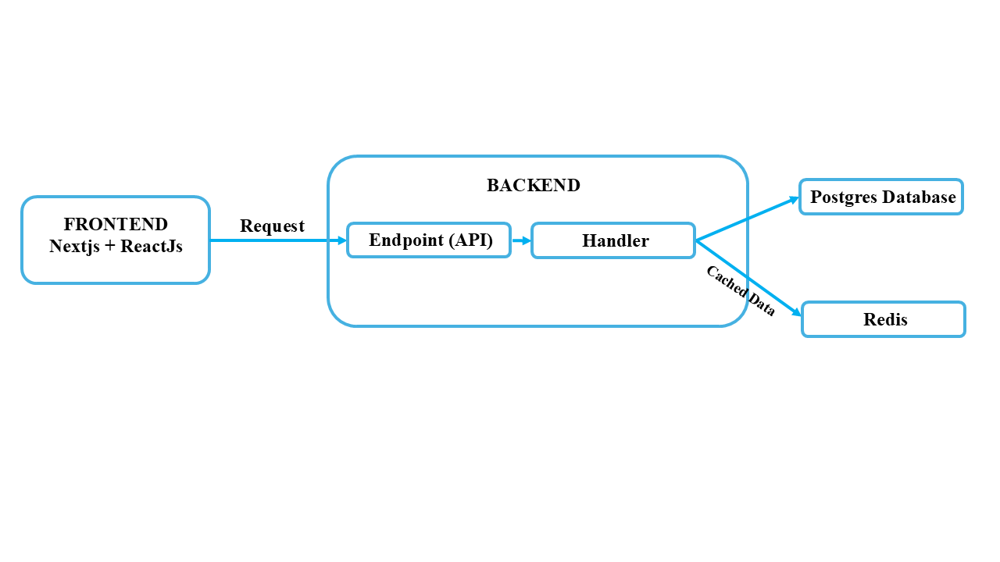 BACKEND
FRONTEND
Nextjs + ReactJs
Request
Endpoint (API)
Handler
Postgres Database
Cached Data
Redis